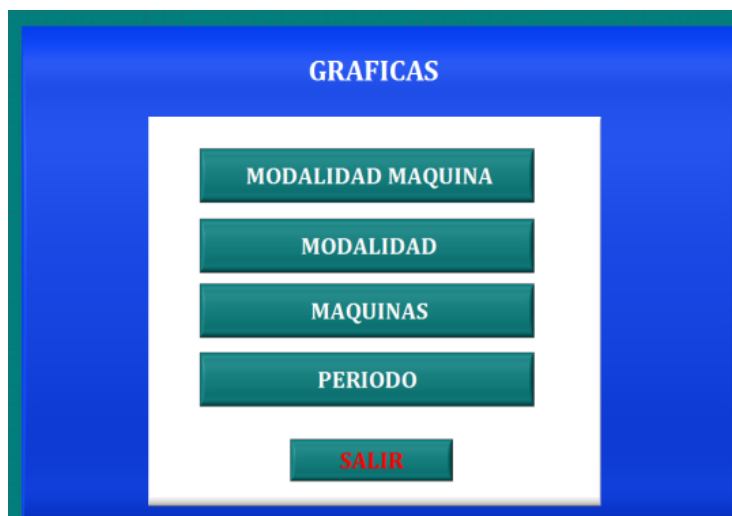 GRAFICAS
MODALIDAD MAQUINA
MODALIDAD
MAQUINAS
PERIODO
SALIR